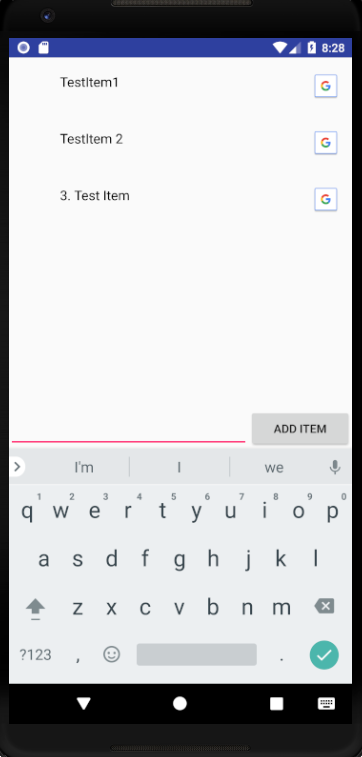 8:28
TestItem1
G
TestItem 2
G
3. Test Item
G
ADD ITEM
I'm I we
1 2 3 4 5 6 7 8 9 0
q w e r t y u i o p
a s d f g h j k l
z x c v b n m
?123 , .